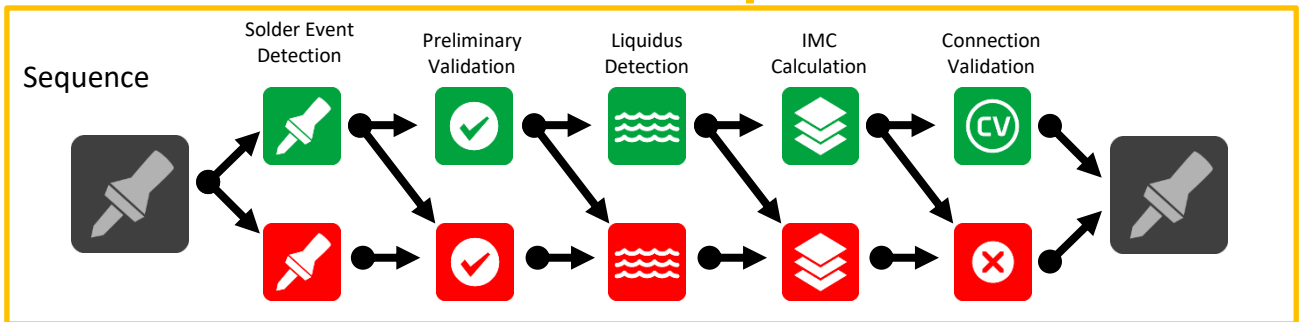 Solder Event
Detection
Preliminary
Validation
Liquidus
Detection
IMC
Calculation
Connection
Validation
Sequence
CV